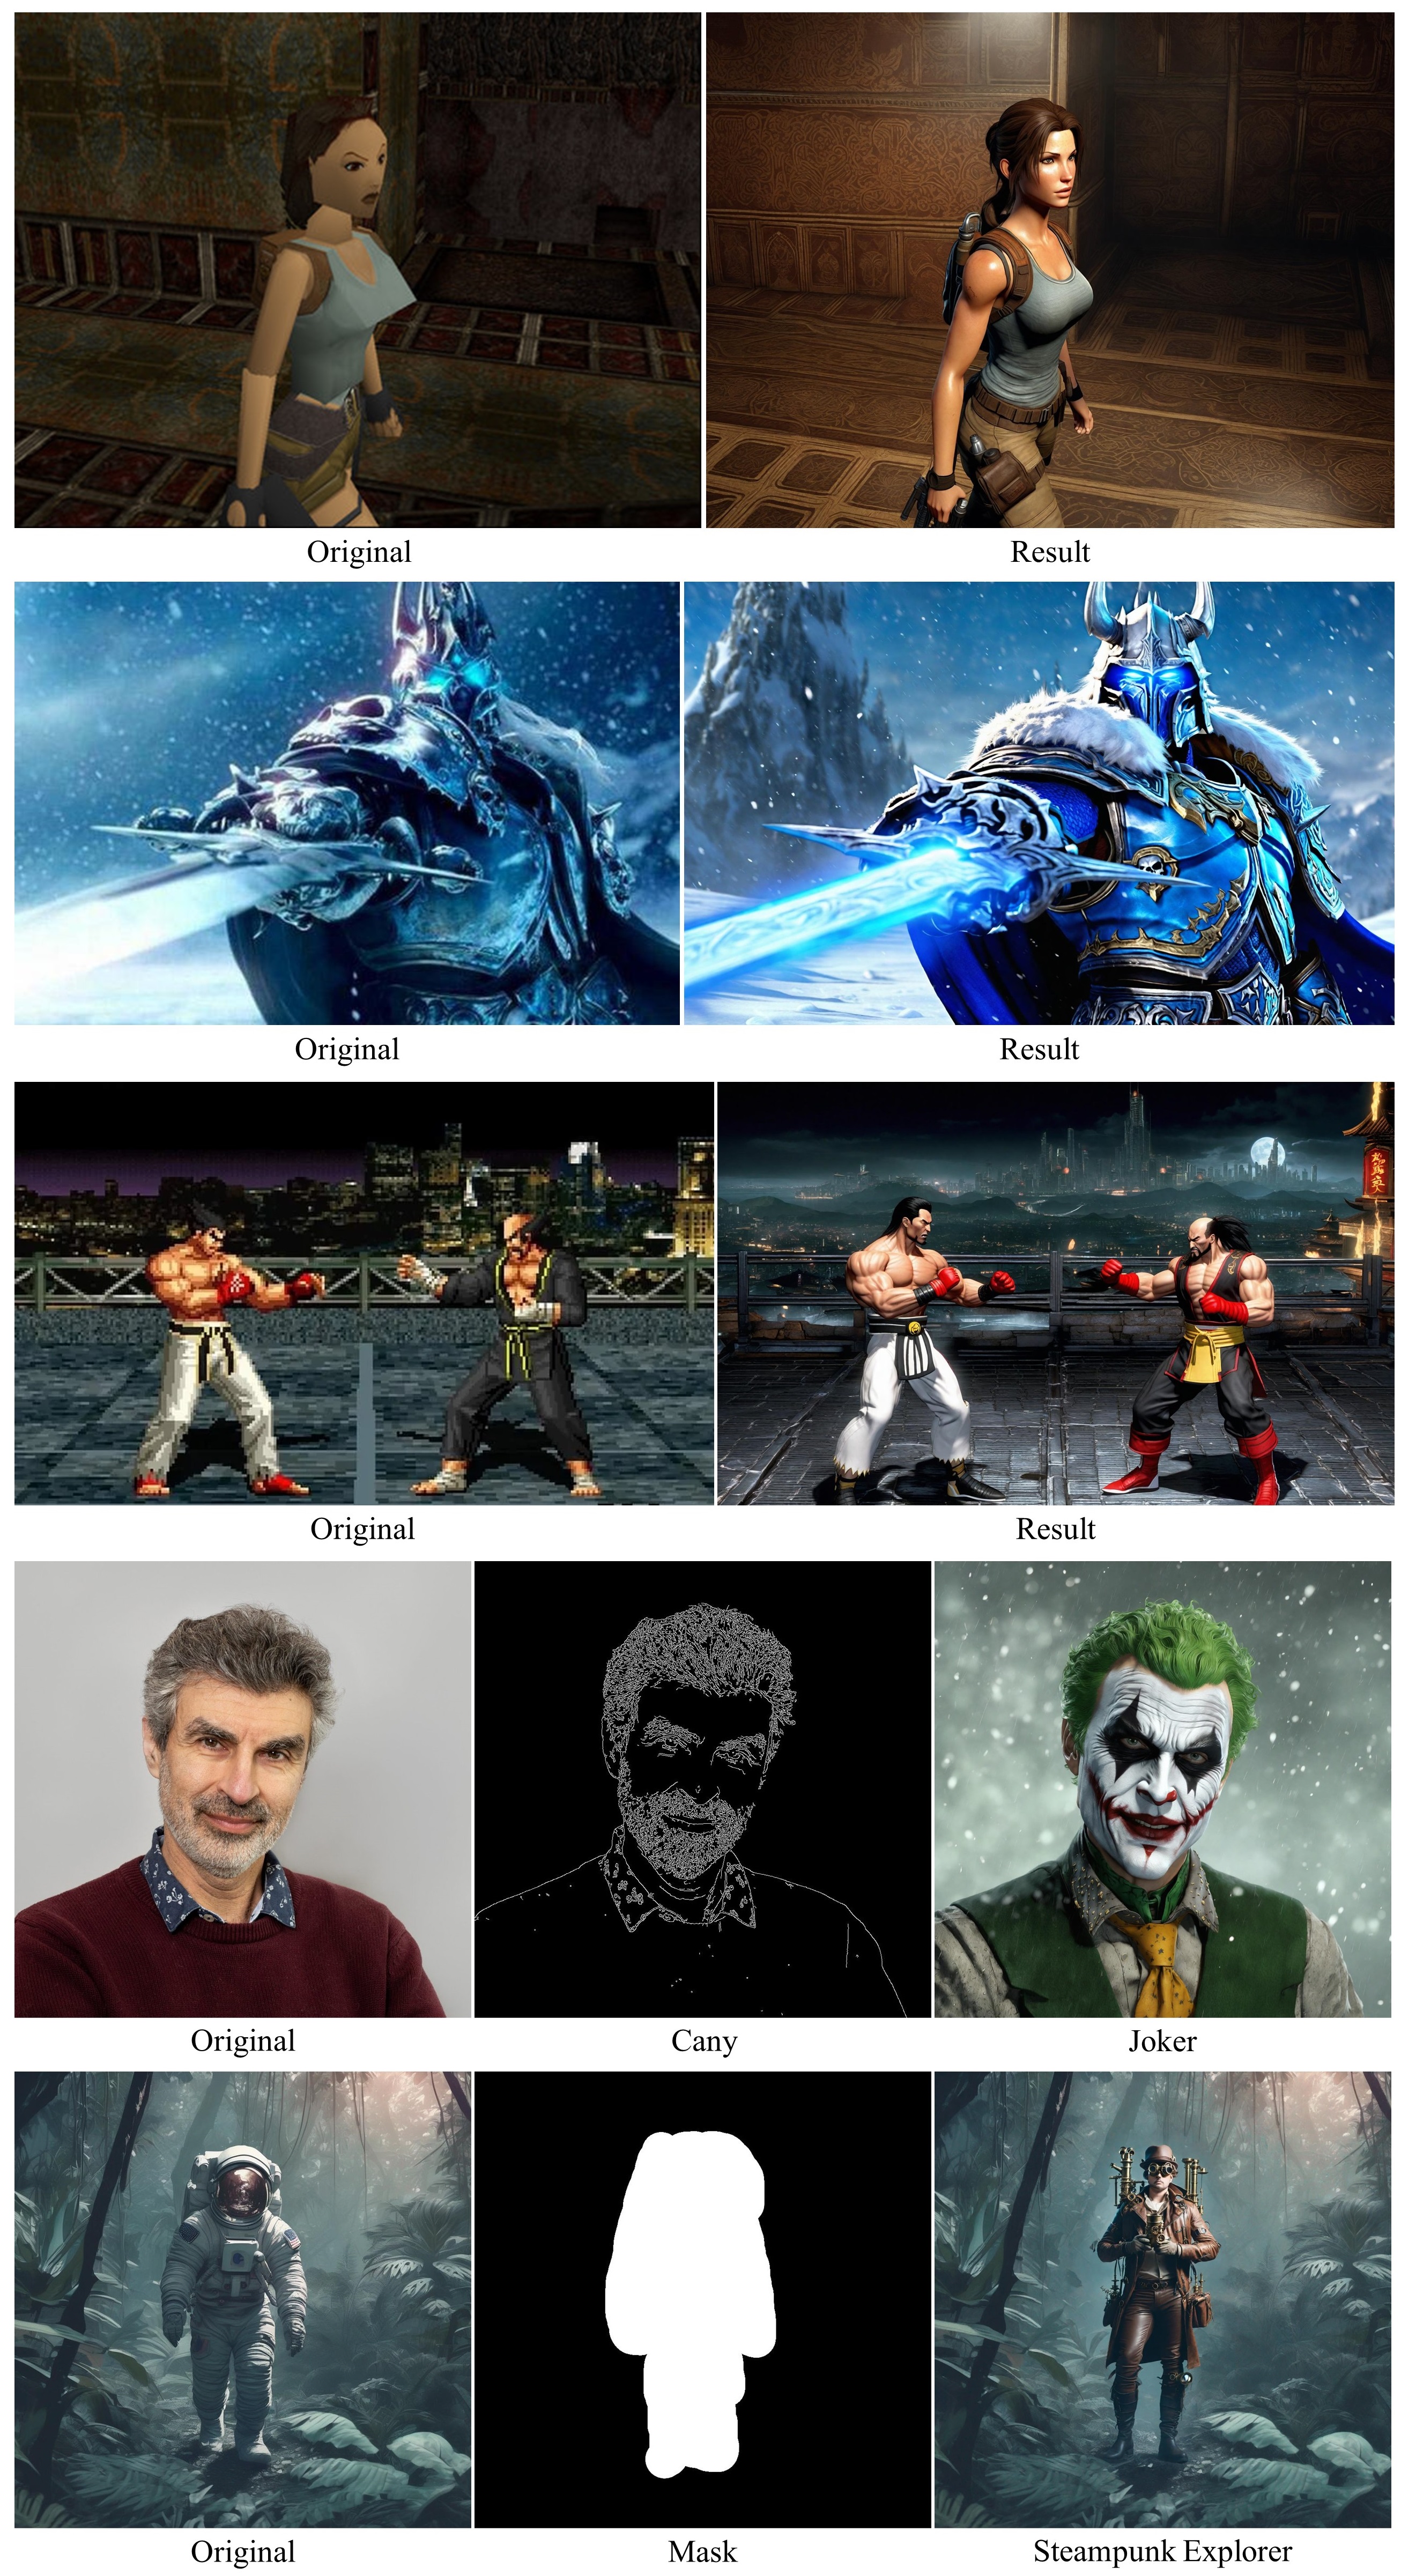 Original
Result
Original
Result
Original
Result
Original
Cany
Joker
Original
Mask
Steampunk Explorer